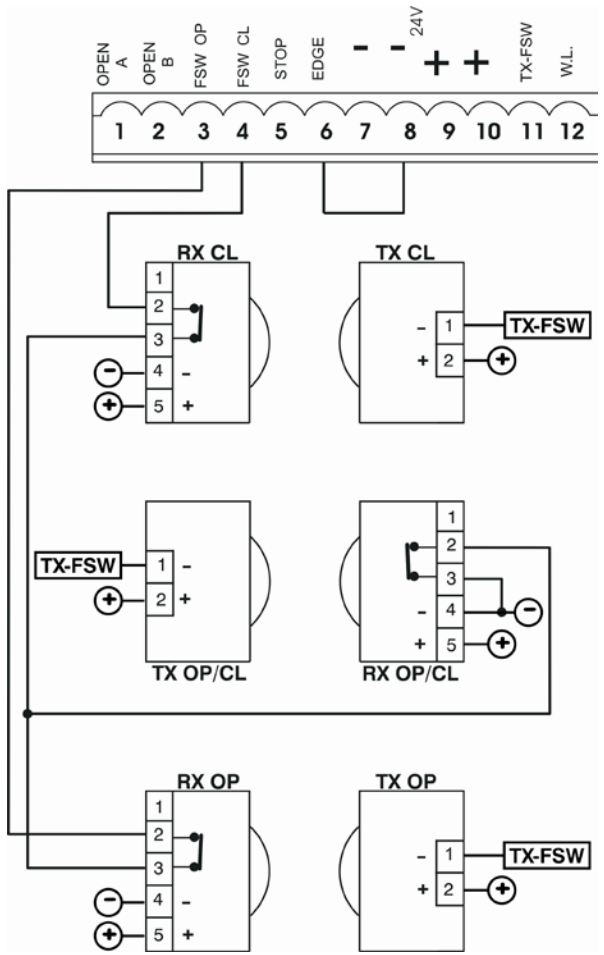 OPEN A
OPEN B
FSW OP
FSW CL
STOP
EDGE
-
-
24V
+
+
TX-FSW
W.L.
1 2 3 4 5 6 7 8 9 10 11 12
RX CL
1
2
3
- 4 -
+ 5 +
TX CL
- 1 TX-FSW
+ 2 +
TX-FSW 1 -
+ 2 +
TX OP/CL
1
2
3
- 4 -
+ 5 +
RX OP/CL
RX OP
1
2
3
- 4 -
+ 5 +
TX OP
- 1 TX-FSW
+ 2 +